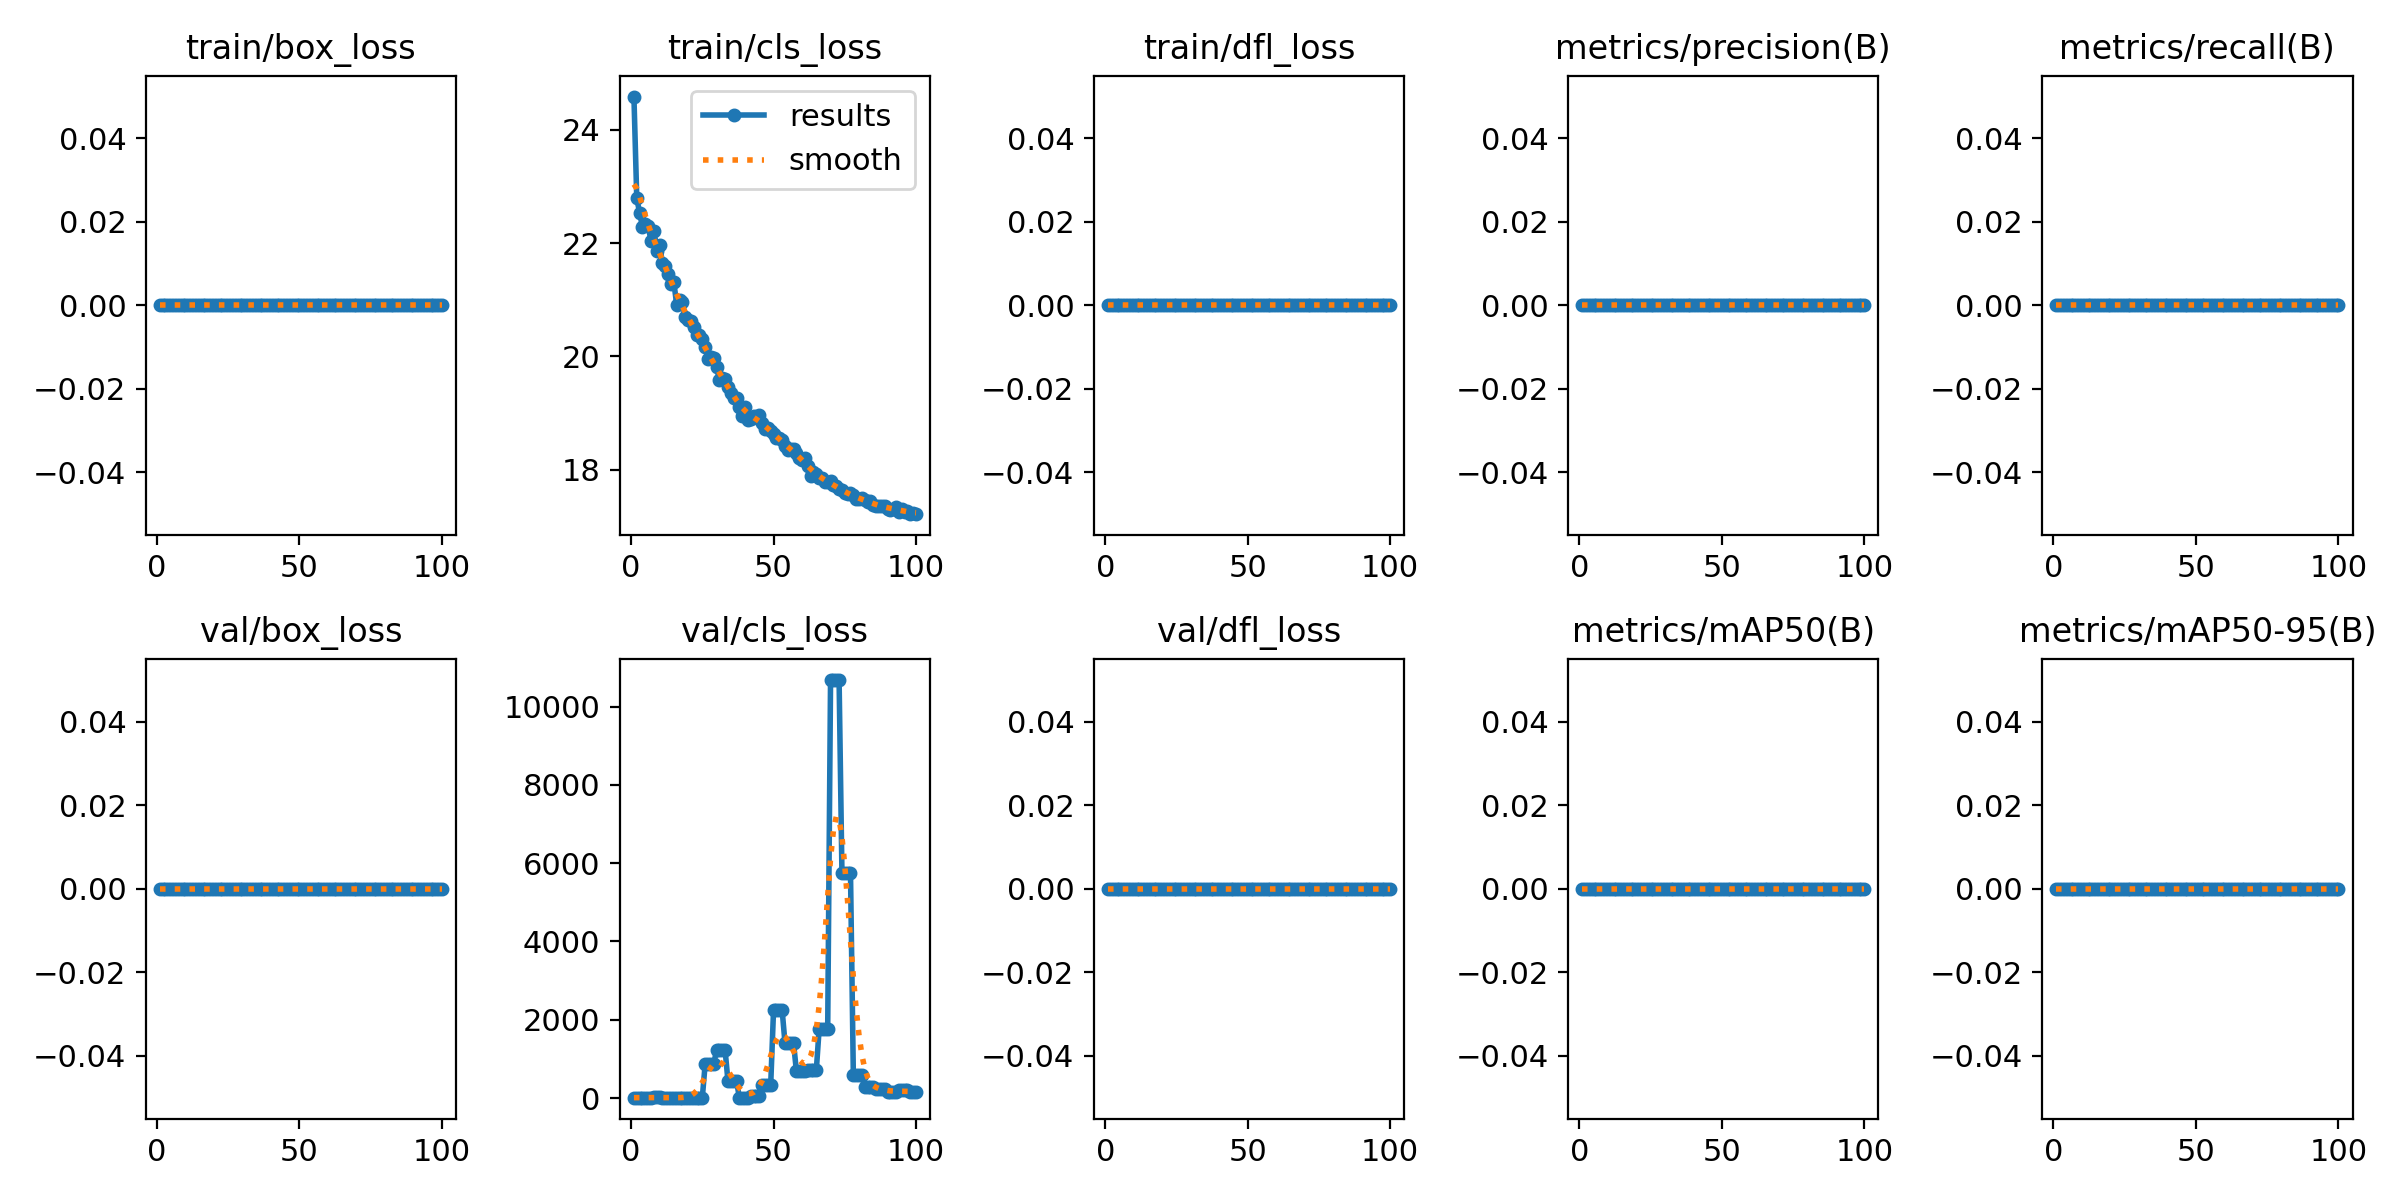 train/box_loss
train/cls_loss
train/dfl_loss
metrics/precision(B)
metrics/recall(B)
results
smooth
0.04
0.02
0.00
−0.02
−0.04
0 50 100
24
22
20
18
0 50 100
0.04
0.02
0.00
−0.02
−0.04
0 50 100
0.04
0.02
0.00
−0.02
−0.04
0 50 100
0.04
0.02
0.00
−0.02
−0.04
0 50 100
val/box_loss
val/cls_loss
val/dfl_loss
metrics/mAP50(B)
metrics/mAP50-95(B)
0.04
0.02
0.00
−0.02
−0.04
0 50 100
10000
8000
6000
4000
2000
0
0 50 100
0.04
0.02
0.00
−0.02
−0.04
0 50 100
0.04
0.02
0.00
−0.02
−0.04
0 50 100
0.04
0.02
0.00
−0.02
−0.04
0 50 100